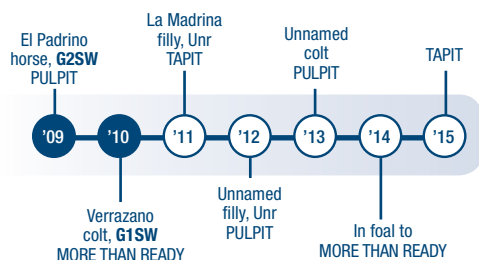 El Padrino
horse, G2SW
PULPIT
La Madrina
filly, Unr
TAPIT
Unnamed
colt
PULPIT
TAPIT
'09
'10
'11
'12
'13
'14
'15
Verrazano
colt, G1SW
MORE THAN READY
Unnamed
filly, Unr
PULPIT
In foal to
MORE THAN READY